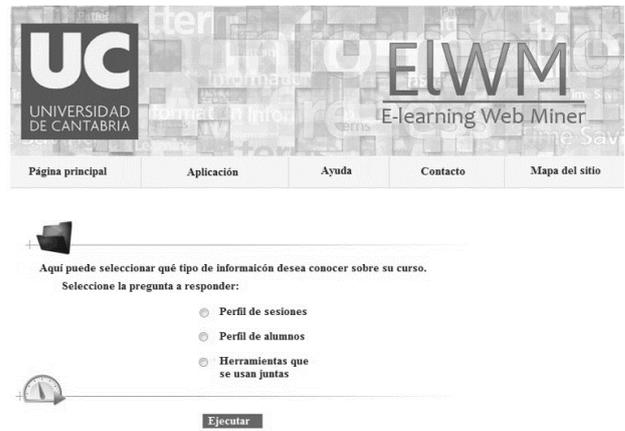 UC
UNIVERSIDAD
DE CANTABRIA
ElWM
E-learning Web Miner
Página principal
Aplicación
Ayuda
Contacto
Mapa del sitio
Aquí puede seleccionar qué tipo de informaicón desea conocer sobre su curso.
Seleccione la pregunta a responder:
Perfil de sesiones
Perfil de alumnos
Herramientas que
se usan juntas
Ejecutar